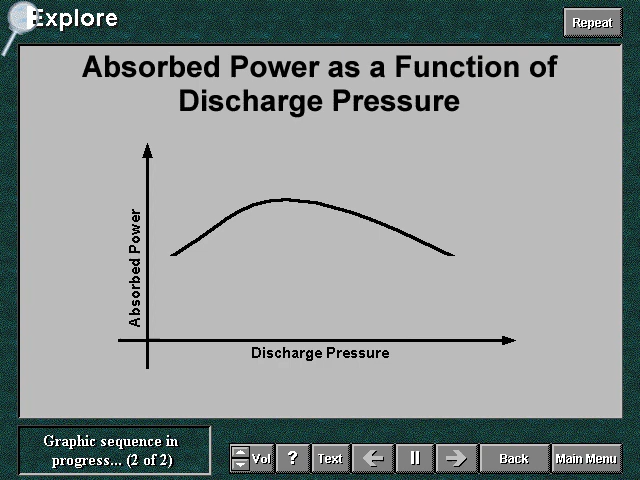 Explore
Repeat
Absorbed Power as a Function of
Discharge Pressure
Absorbed Power
Discharge Pressure
Graphic sequence in
progress... (2 of 2)
Vol ? Text Back Main Menu